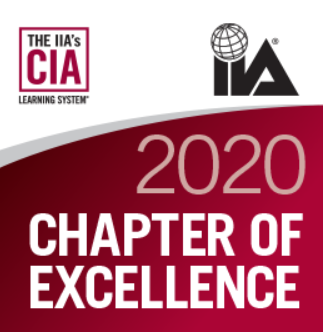 THE IIA's
CIA
LEARNING SYSTEM®
IIA®
2020
CHAPTER OF
EXCELLENCE